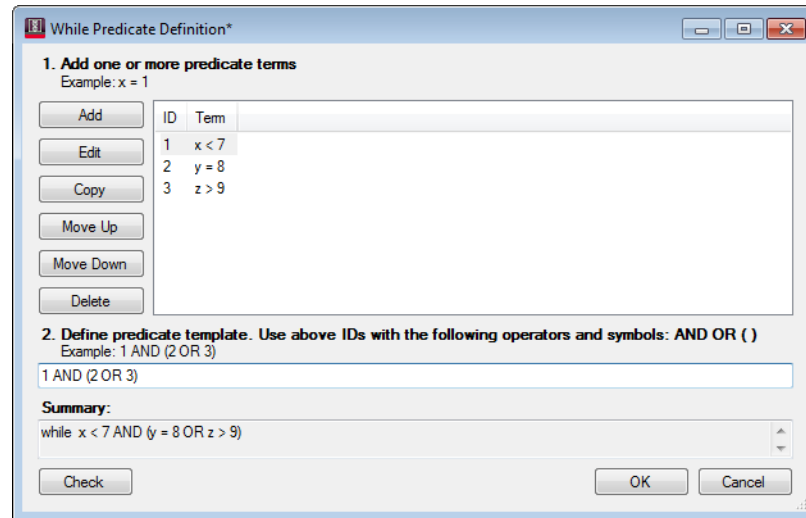 While Predicate Definition*
1. Add one or more predicate terms
Example: x = 1
Add
Edit
Copy
Move Up
Move Down
Delete
ID Term
1 x < 7
2 y = 8
3 z > 9
2. Define predicate template. Use above IDs with the following operators and symbols: AND OR ( )
Example: 1 AND (2 OR 3)
1 AND (2 OR 3)
Summary:
while x < 7 AND (y = 8 OR z > 9)
Check
OK
Cancel